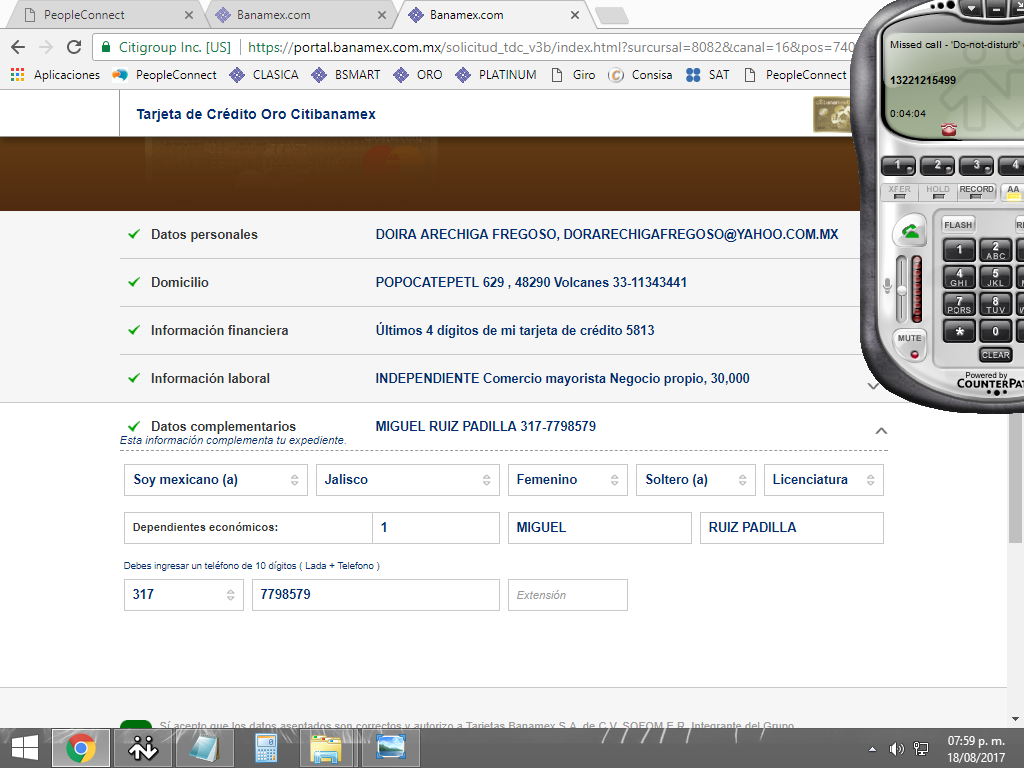 PeopleConnect
Banamex.com
Banamex.com
Citigroup Inc. [US]
https://portal.banamex.com.mx/solicitud_tdc_v3b/index.html?surcursal=8082&canal=16&pos=740
Aplicaciones PeopleConnect CLASICA BSMART ORO PLATINUM Giro Consisa SAT PeopleConnect
Tarjeta de Crédito Oro Citibanamex
Datos personales DOIRA ARECHIGA FREGOSO, DORARECHIGAFREGOSO@YAHOO.COM.MX
Domicilio POPOCATEPETL 629 , 48290 Volcanes 33-11343441
Información financiera Últimos 4 dígitos de mi tarjeta de crédito 5813
Información laboral INDEPENDIENTE Comercio mayorista Negocio propio, 30,000
Datos complementarios MIGUEL RUIZ PADILLA 317-7798579
Esta información complementa tu expediente.
Soy mexicano (a) Jalisco Femenino Soltero (a) Licenciatura
Dependientes económicos: 1 MIGUEL RUIZ PADILLA
Debes ingresar un teléfono de 10 dígitos ( Lada + Telefono )
317 7798579 Extensión
Sí acepto que los datos asentados son correctos y autorizo a Tarjetas Banamex S.A. de C.V. SOFOM E.R. Integrante del Grupo
Missed call - 'Do-not-disturb'
13221215499
0:04:04
1 2 3 4
XFER HOLD RECORD AA
FLASH
1 2 ABC
4 GHI 5 JKL
7 PQRS 8 TUV
* 0
MUTE
CLEAR
Powered by
COUNTERPAT
07:59 p. m.
18/08/2017